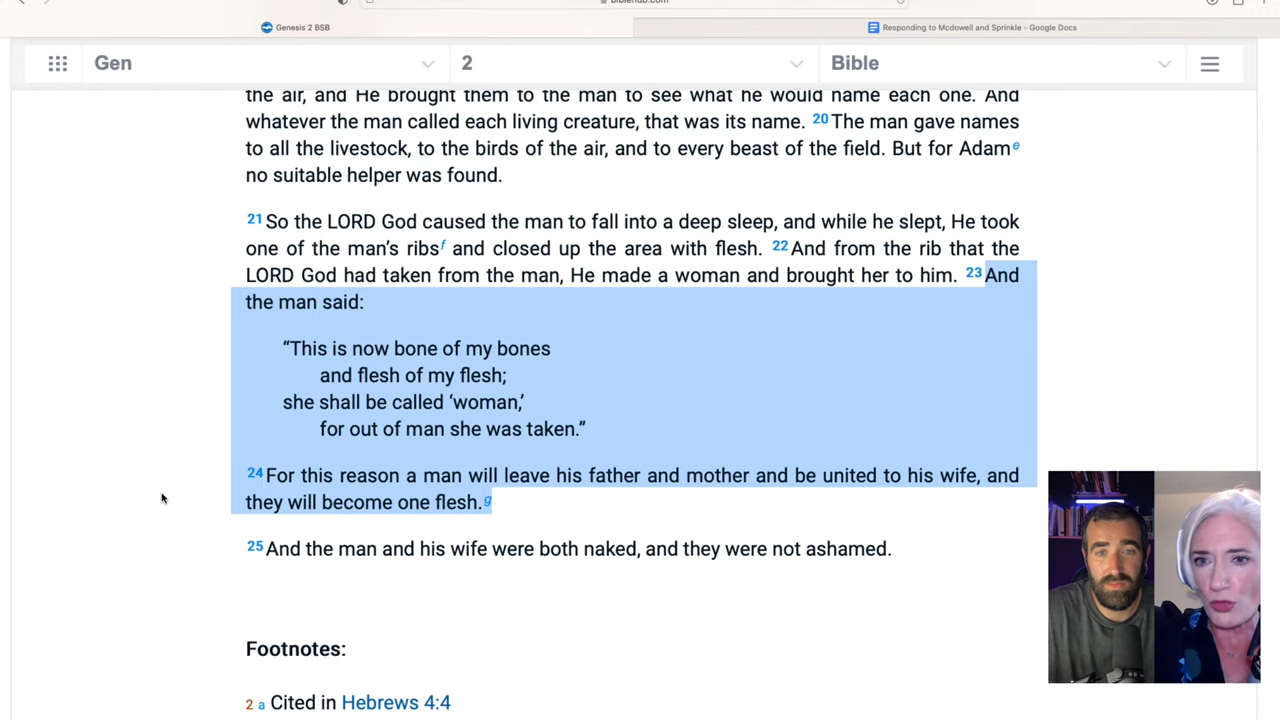 biblehub.com
Genesis 2 BSB
Responding to Mcdowell and Sprinkle - Google Docs
Gen
2
Bible
the air, and He brought them to the man to see what he would name each one. And
whatever the man called each living creature, that was its name. 20 The man gave names
to all the livestock, to the birds of the air, and to every beast of the field. But for Adam e
no suitable helper was found.
21 So the LORD God caused the man to fall into a deep sleep, and while he slept, He took
one of the man’s ribs f and closed up the area with flesh. 22 And from the rib that the
LORD God had taken from the man, He made a woman and brought her to him. 23 And
the man said:
“This is now bone of my bones
and flesh of my flesh;
she shall be called ‘woman,’
for out of man she was taken.”
24 For this reason a man will leave his father and mother and be united to his wife, and
they will become one flesh. g
25 And the man and his wife were both naked, and they were not ashamed.
Footnotes:
2 a Cited in Hebrews 4:4